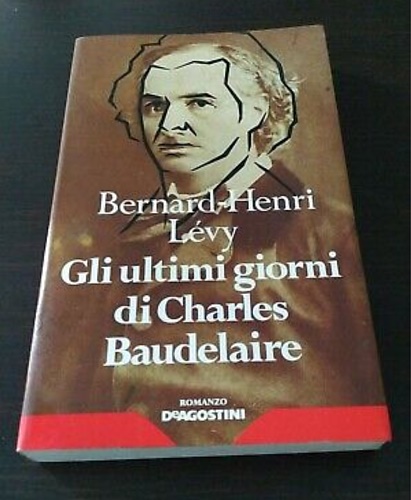 Bernard-Henri
Lévy
Gli ultimi giorni
di Charles
Baudelaire
ROMANZO
DeAGOSTINI